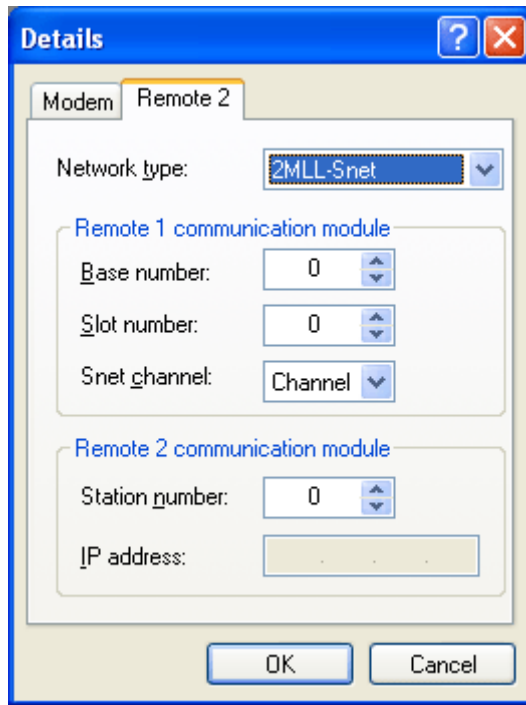 Details
Modem Remote 2
Network type: 2MLL-Snet
Remote 1 communication module
Base number: 0
Slot number: 0
Snet channel: Channel
Remote 2 communication module
Station number: 0
IP address: . . .
OK Cancel